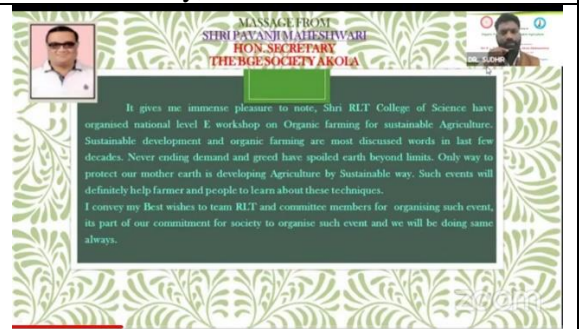 MASSAGE FROM
SHRI PAVANJI MAHESHWARI
HON. SECRETARY
THE BGE SOCIETY AKOLA
DR. SUDHIR
It gives me immense pleasure to note, Shri RLT College of Science have
organised national level E workshop on Organic farming for sustainable Agriculture.
Sustainable development and organic farming are most discussed words in last few
decades. Never ending demand and greed have spoiled earth beyond limits. Only way to
protect our mother earth is developing Agriculture by Sustainable way. Such events will
definitely help farmer and people to learn about these techniques.
I convey my Best wishes to team RLT and committee members for organising such event,
its part of our commitment for society to organise such event and we will be doing same
always.
zoom